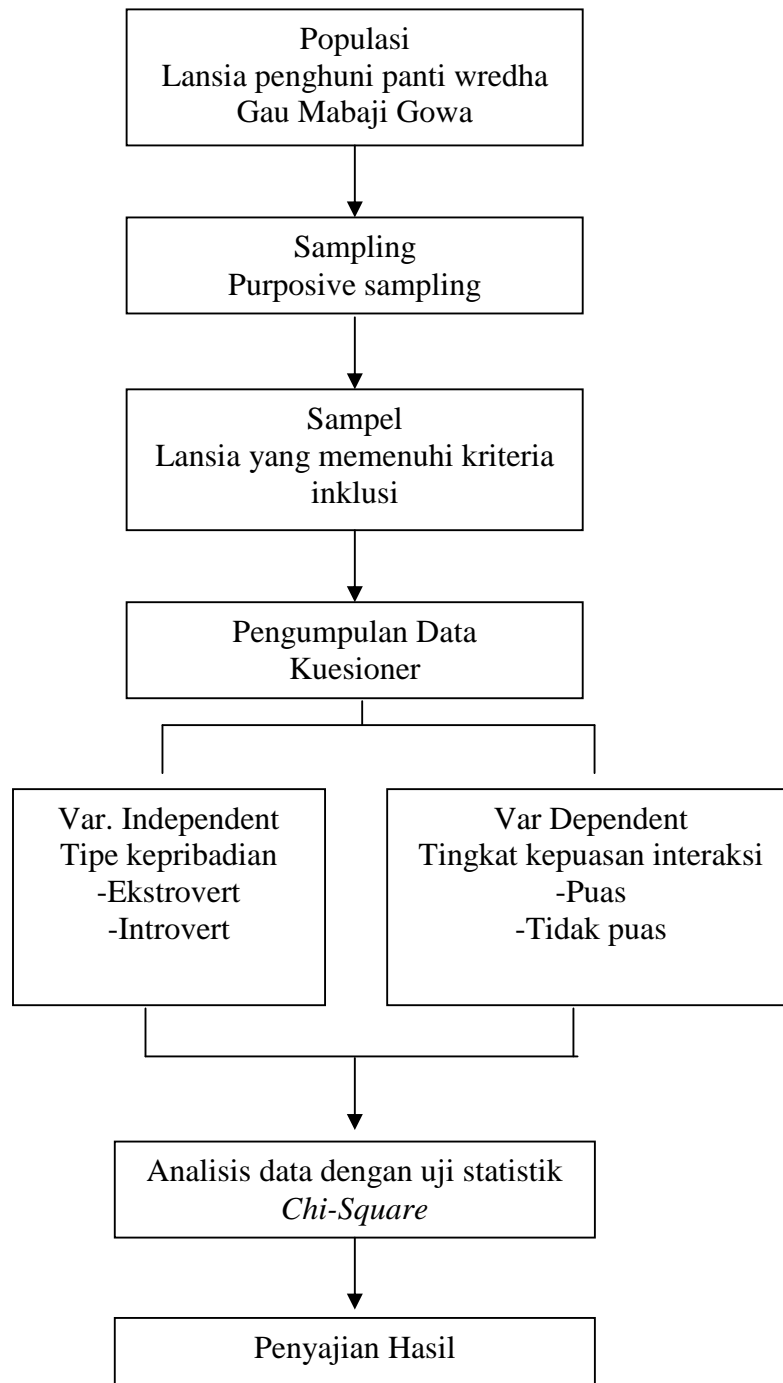 Populasi
Lansia penghuni panti wredha
Gau Mabaji Gowa
Sampling
Purposive sampling
Sampel
Lansia yang memenuhi kriteria
inklusi
Pengumpulan Data
Kuesioner
Var. Independent
Tipe kepribadian
-Ekstrovert
-Introvert
Var Dependent
Tingkat kepuasan interaksi
-Puas
-Tidak puas
Analisis data dengan uji statistik
Chi-Square
Penyajian Hasil